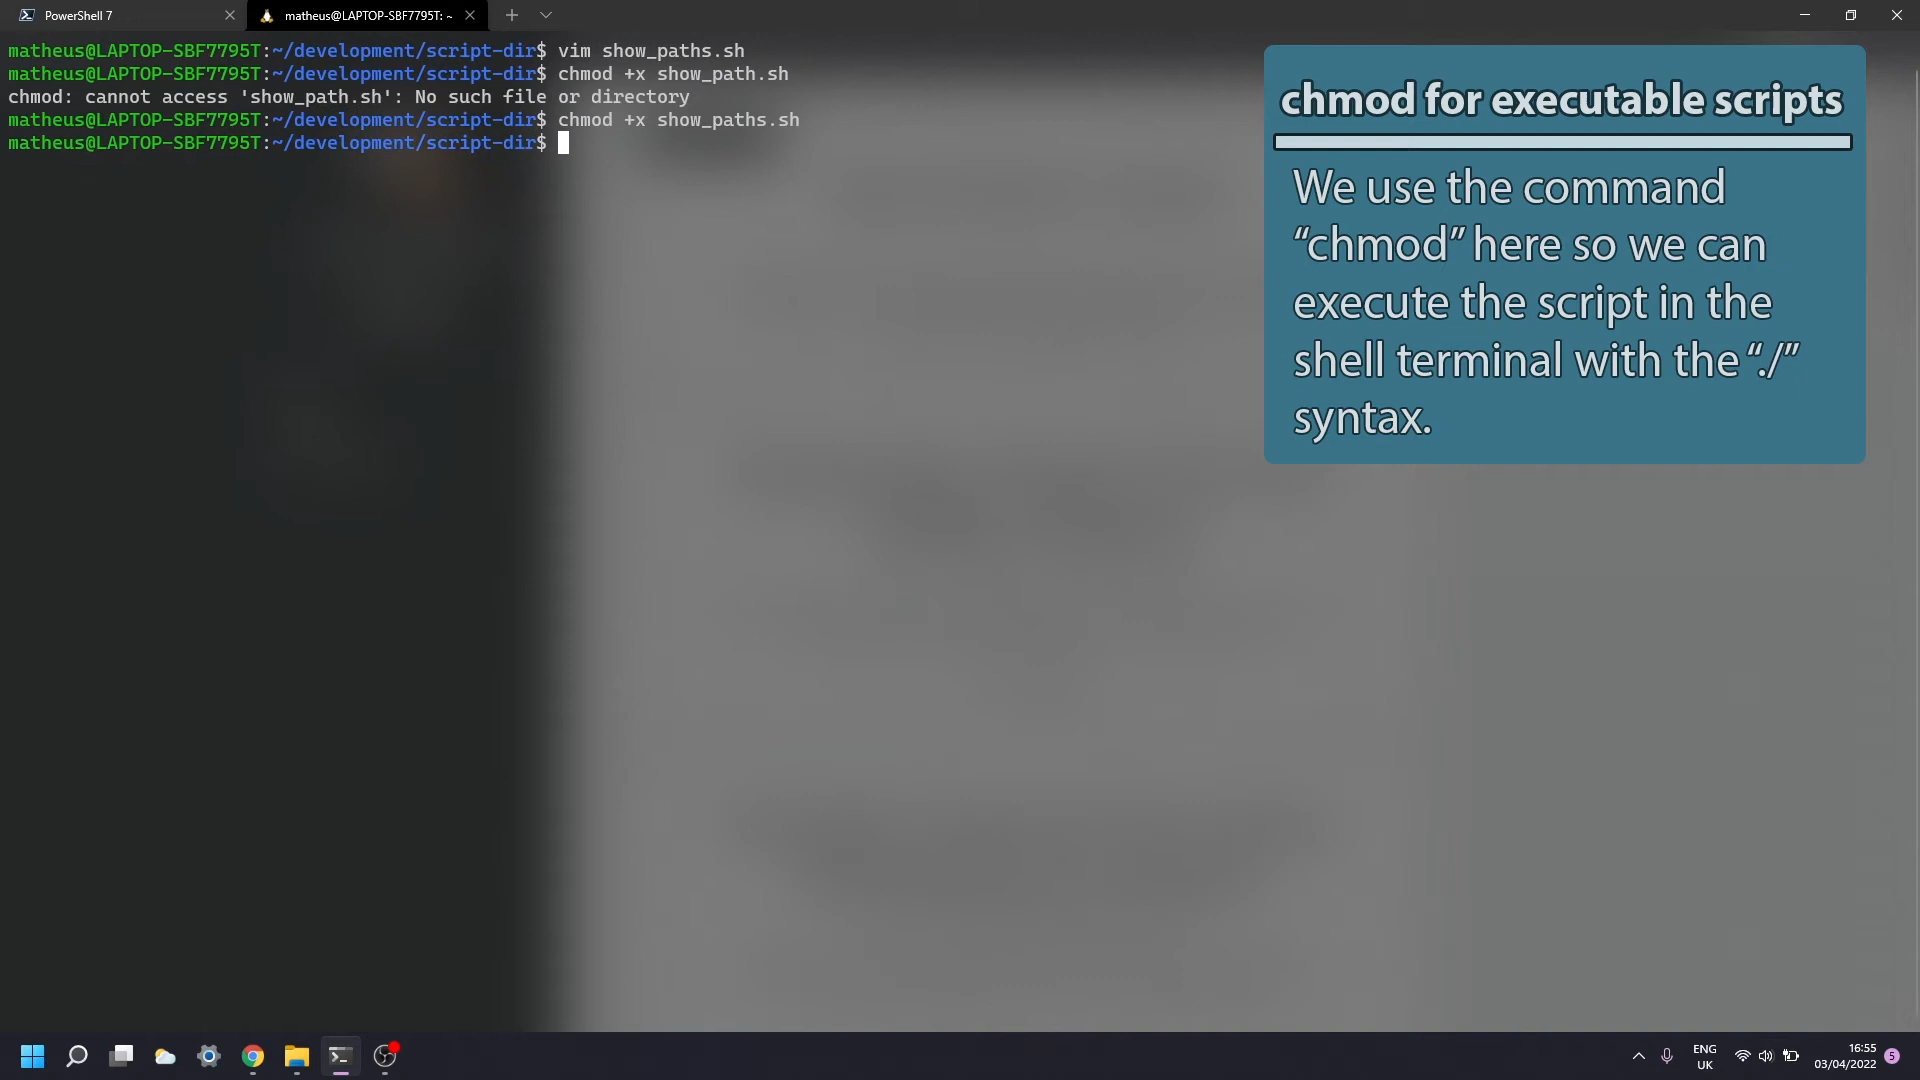 PowerShell 7
matheus@LAPTOP-SBF7795T: ~
matheus@LAPTOP-SBF7795T:~/development/script-dir$ vim show_paths.sh
matheus@LAPTOP-SBF7795T:~/development/script-dir$ chmod +x show_path.sh
chmod: cannot access 'show_path.sh': No such file or directory
matheus@LAPTOP-SBF7795T:~/development/script-dir$ chmod +x show_paths.sh
matheus@LAPTOP-SBF7795T:~/development/script-dir$
chmod for executable scripts
We use the command
“chmod” here so we can
execute the script in the
shell terminal with the “./”
syntax.
ENG
UK
16:55
03/04/2022
5